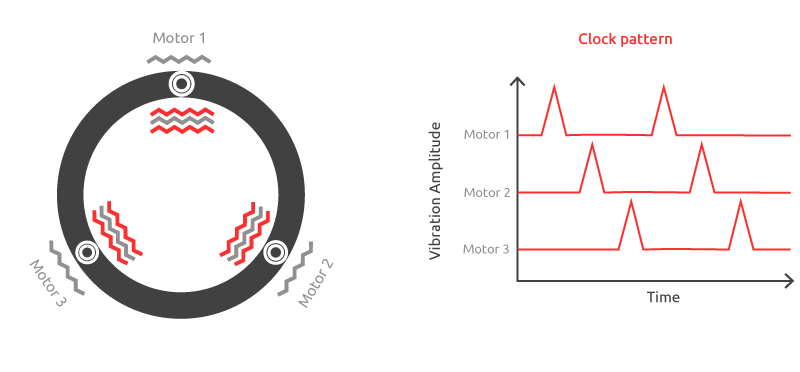 Motor 1
Motor 3
Motor 2
Clock pattern
Vibration Amplitude
Motor 1
Motor 2
Motor 3
Time